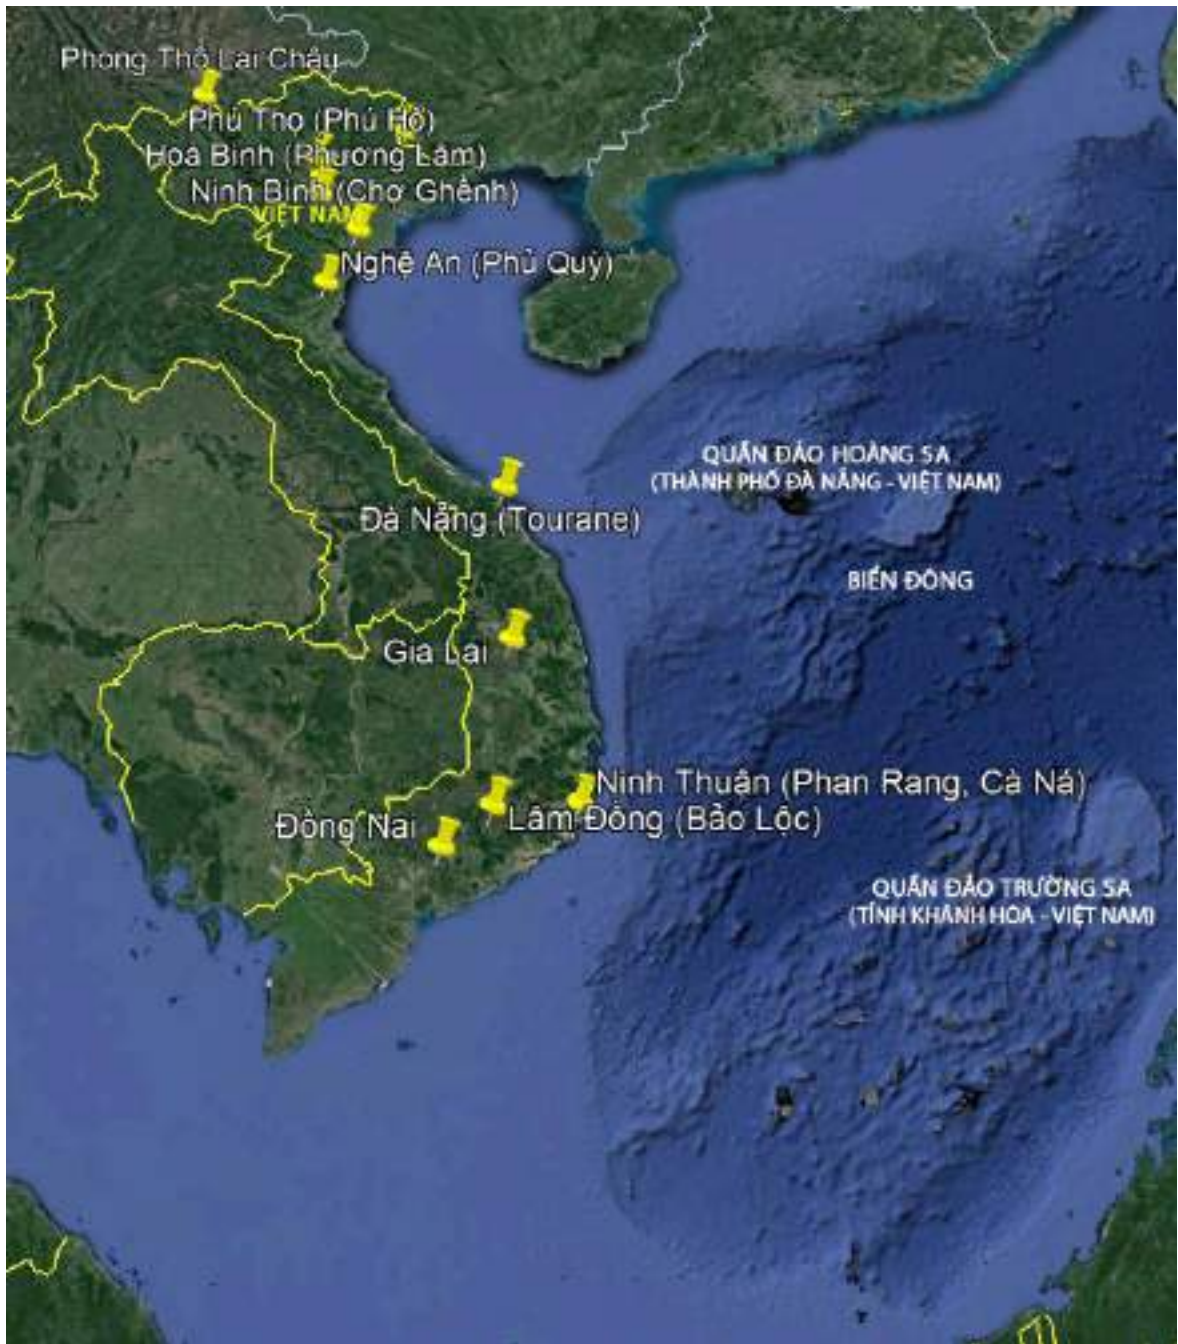 Phong Thổ Lai Châu
Phú Thọ (Phú Hộ)
Hoà Bình (Phương Lâm)
Ninh Bình (Chợ Ghềnh)
VIỆT NAM
Nghệ An (Phủ Quỳ)
QUẦN ĐẢO HOÀNG SA
(THÀNH PHỐ ĐÀ NẴNG - VIỆT NAM)
Đà Nẵng (Tourane)
BIỂN ĐÔNG
Gia Lai
Ninh Thuận (Phan Rang, Cà Ná)
Lâm Đồng (Bảo Lộc)
Đồng Nai
QUẦN ĐẢO TRƯỜNG SA
(TỈNH KHÁNH HÒA - VIỆT NAM)